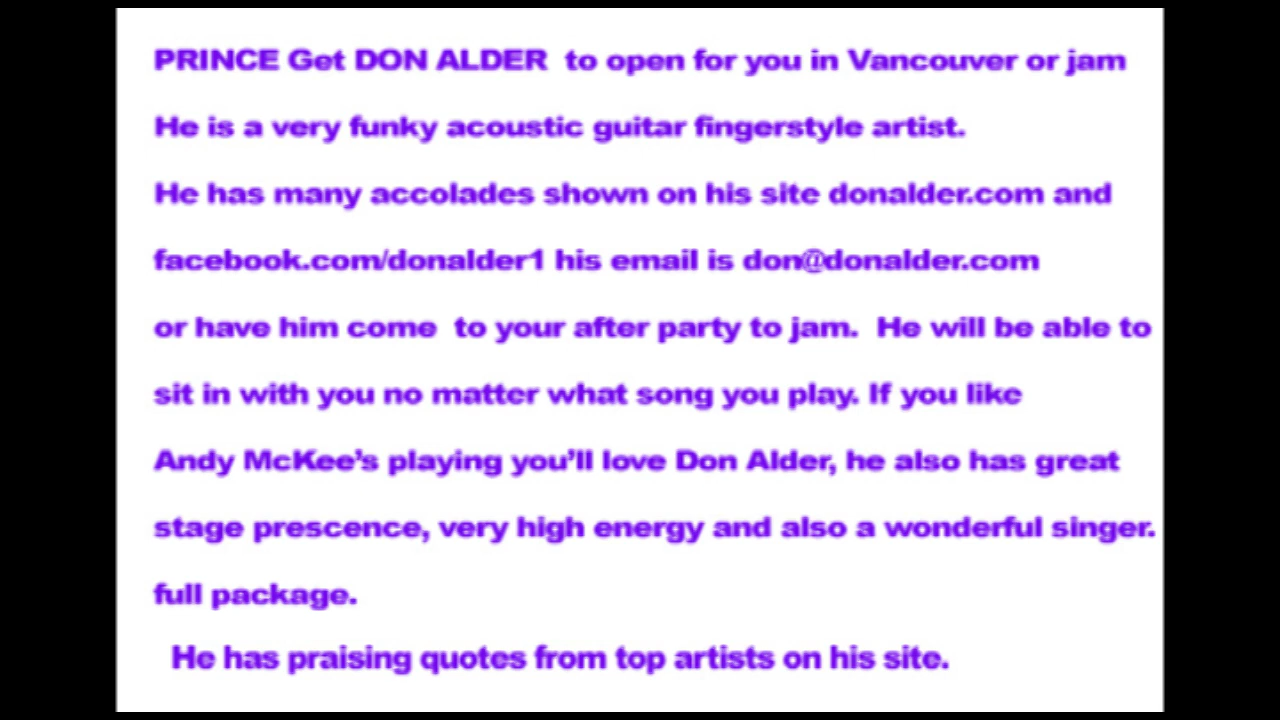 PRINCE Get DON ALDER to open for you in Vancouver or jam
He is a very funky acoustic guitar fingerstyle artist.
He has many accolades shown on his site donalder.com and
facebook.com/donalder1 his email is don@donalder.com
or have him come to your after party to jam. He will be able to
sit in with you no matter what song you play. If you like
Andy McKee's playing you'll love Don Alder, he also has great
stage prescence, very high energy and also a wonderful singer.
full package.
He has praising quotes from top artists on his site.